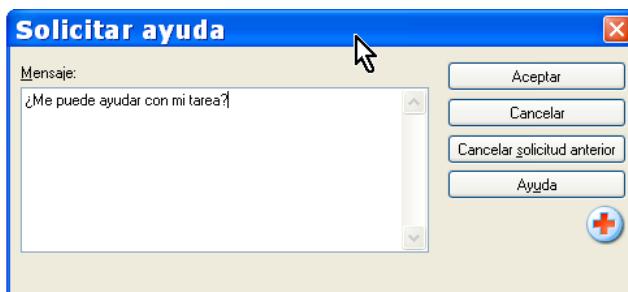 Solicitar ayuda
Mensaje:
¿Me puede ayudar con mi tarea?
Aceptar
Cancelar
Cancelar solicitud anterior
Ayuda